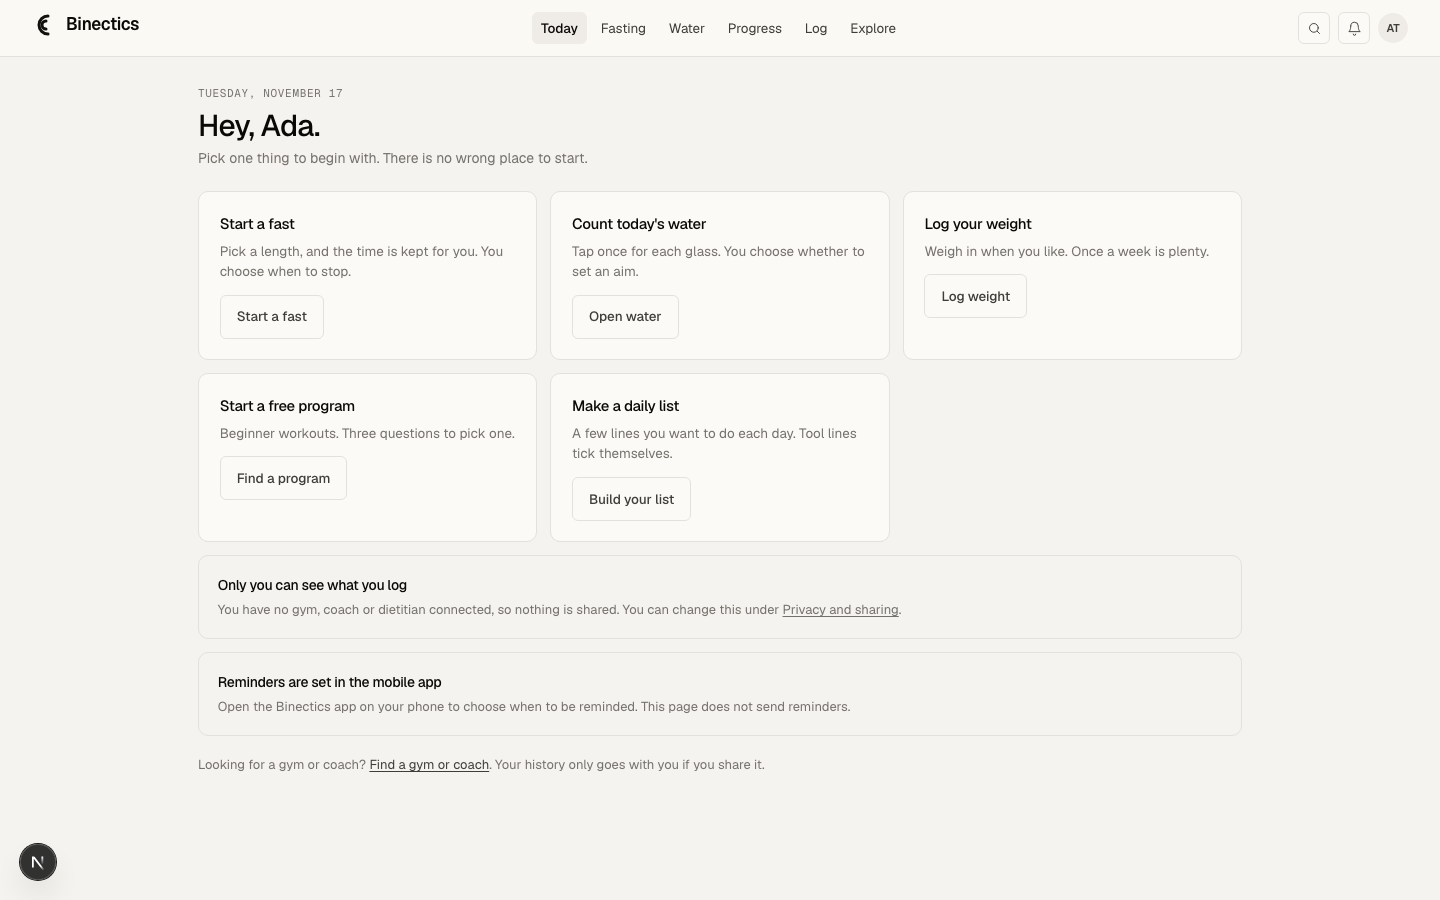 Binectics
Today
Fasting
Water
Progress
Log
Explore
AT
TUESDAY, NOVEMBER 17
Hey, Ada.
Pick one thing to begin with. There is no wrong place to start.
Start a fast
Pick a length, and the time is kept for you. You
choose when to stop.
Start a fast
Count today's water
Tap once for each glass. You choose whether to
set an aim.
Open water
Log your weight
Weigh in when you like. Once a week is plenty.
Log weight
Start a free program
Beginner workouts. Three questions to pick one.
Find a program
Make a daily list
A few lines you want to do each day. Tool lines
tick themselves.
Build your list
Only you can see what you log
You have no gym, coach or dietitian connected, so nothing is shared. You can change this under Privacy and sharing.
Reminders are set in the mobile app
Open the Binectics app on your phone to choose when to be reminded. This page does not send reminders.
Looking for a gym or coach? Find a gym or coach. Your history only goes with you if you share it.
N